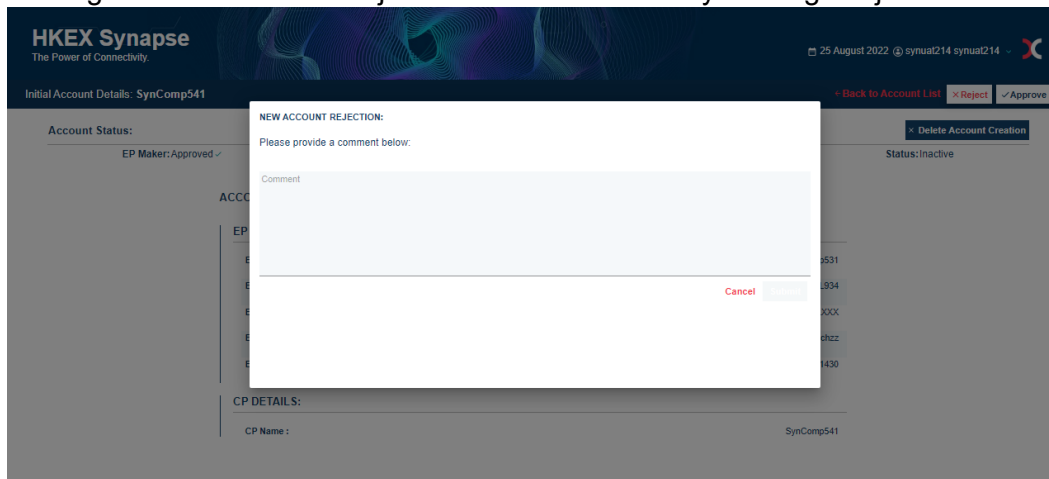 HKEX Synapse
The Power of Connectivity.
25 August 2022 synuat214 synuat214
Initial Account Details: SynComp541
Back to Account List × Reject ✓Approve
NEW ACCOUNT REJECTION:
Please provide a comment below:
Comment
Cancel
Account Status:
× Delete Account Creation
EP Maker:Approved ✓
Status:Inactive
EP
CP DETAILS:
CP Name :
SynComp541